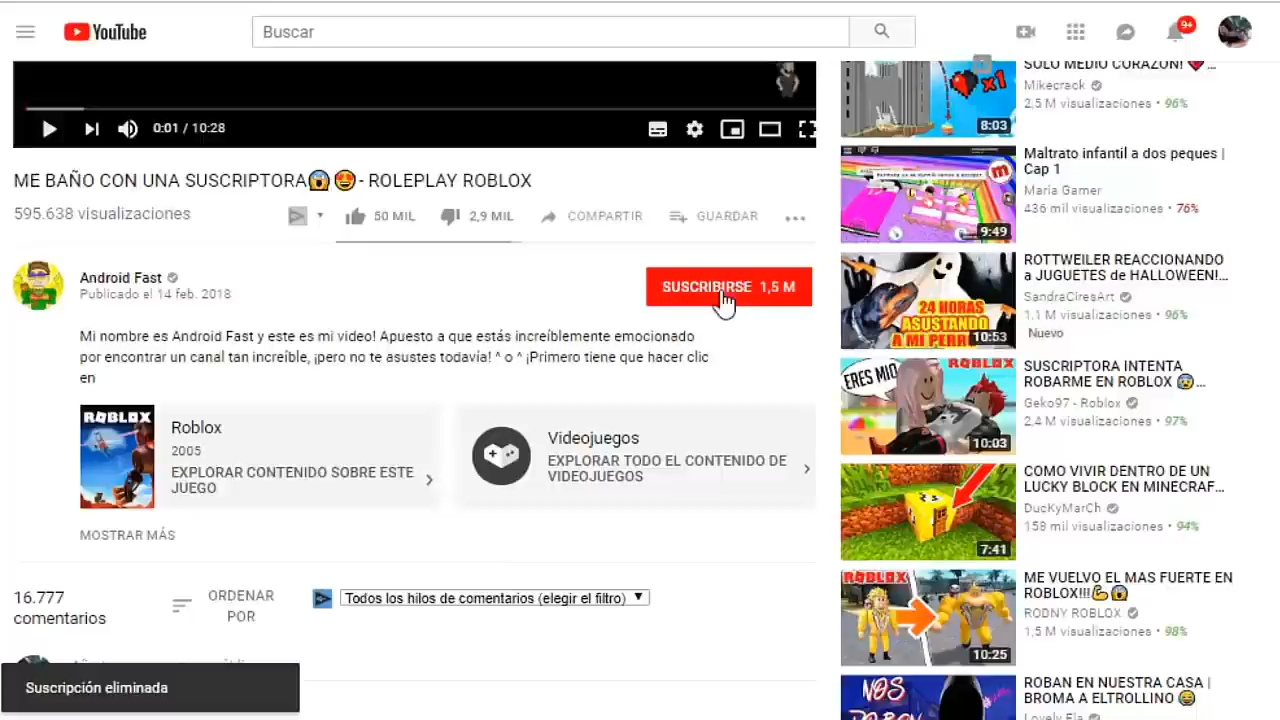 YouTube
Buscar
9+
0:01 / 10:28
ME BAÑO CON UNA SUSCRIPTORA😱😍- ROLEPLAY ROBLOX
595.638 visualizaciones
50 MIL
2,9 MIL
COMPARTIR
GUARDAR
Android Fast
Publicado el 14 feb. 2018
SUSCRIBIRSE 1,5 M
Mi nombre es Android Fast y este es mi video! Apuesto a que estás increíblemente emocionado
por encontrar un canal tan increíble, ¡pero no te asustes todavía! ^ o ^ ¡Primero tiene que hacer clic
en
ROBLOX
Roblox
2005
EXPLORAR CONTENIDO SOBRE ESTE
JUEGO
Videojuegos
EXPLORAR TODO EL CONTENIDO DE
VIDEOJUEGOS
MOSTRAR MÁS
16.777
comentarios
ORDENAR
POR
Todos los hilos de comentarios (elegir el filtro)
Suscripción eliminada
x1
8:03
SOLO MEDIO CORAZÓN! 💔...
Mikecrack
2,5 M visualizaciones • 96%
9:49
Maltrato infantil a dos peques |
Cap 1
Maria Gamer
436 mil visualizaciones • 76%
24 HORAS
ASUSTANDO
A MI PERRO
10:53
ROTTWEILER REACCIONANDO
a JUGUETES de HALLOWEEN!...
SandraCiresArt
1,1 M visualizaciones • 96%
Nuevo
ERES MIO
ROBLOX
10:03
SUSCRIPTORA INTENTA
ROBARME EN ROBLOX 😰...
Geko97 - Roblox
2,4 M visualizaciones • 97%
7:41
COMO VIVIR DENTRO DE UN
LUCKY BLOCK EN MINECRAF...
DucKyMarCh
158 mil visualizaciones • 94%
ROBLOX
10:25
ME VUELVO EL MAS FUERTE EN
ROBLOX!!!💪😱
RODNY ROBLOX
1,5 M visualizaciones • 98%
NOS
ROBAN EN NUESTRA CASA |
BROMA A ELTROLLINO 😂
Lovely Ela